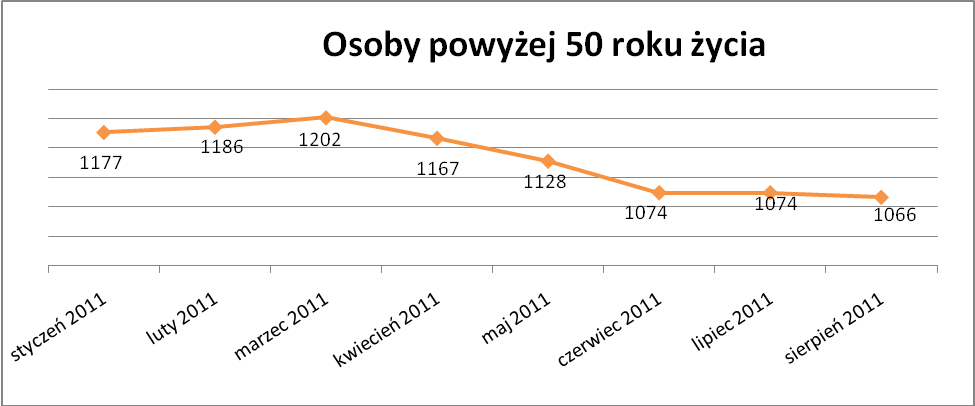 Osoby powyżej 50 roku życia
1177
1186
1202
1167
1128
1074
1074
1066
styczeń 2011
luty 2011
marzec 2011
kwiecień 2011
maj 2011
czerwiec 2011
lipiec 2011
sierpień 2011